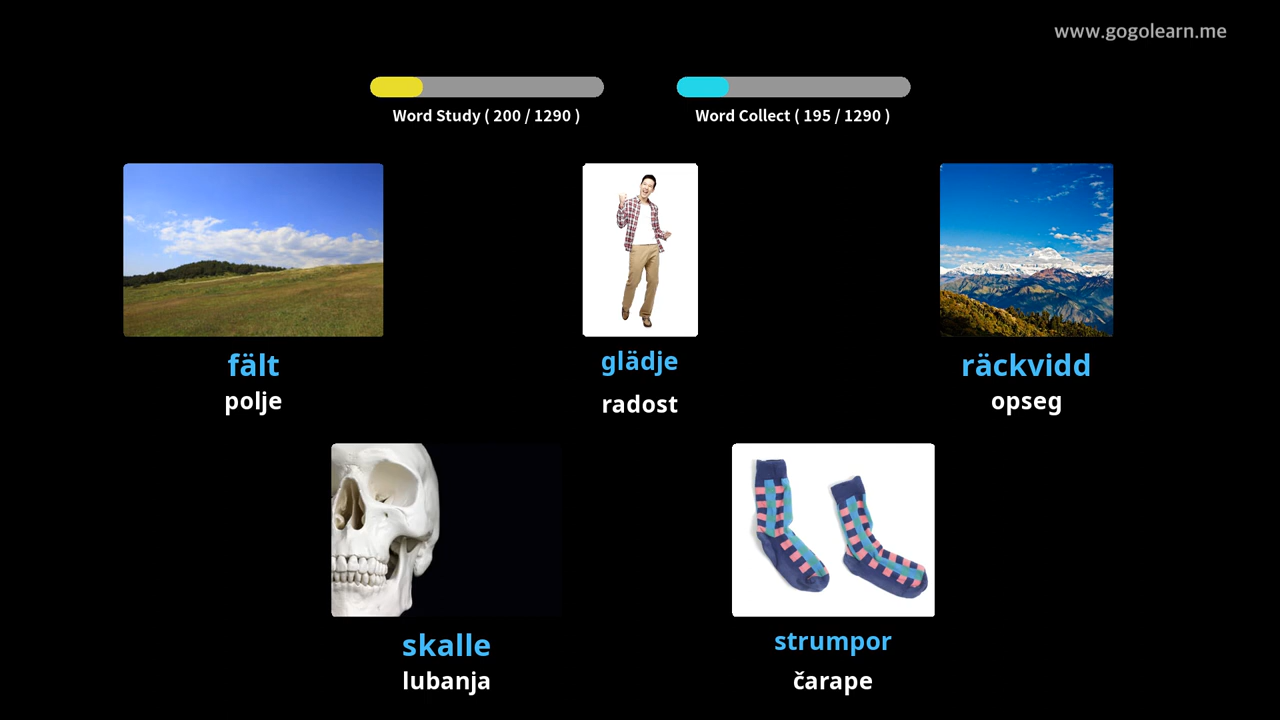 www.gogolearn.me
Word Study ( 200 / 1290 )
Word Collect ( 195 / 1290 )
fält
glädje
räckvidd
polje
radost
opseg
skalle
strumpor
lubanja
čarape